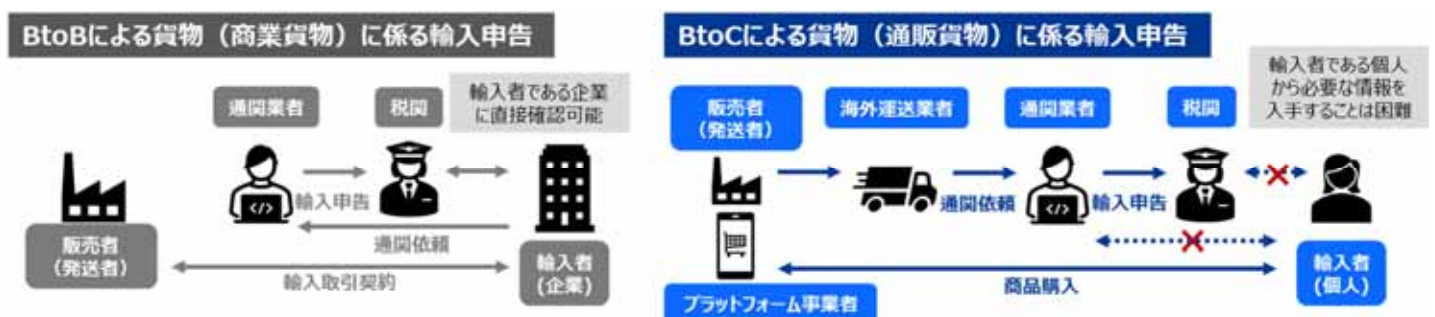 BtoBによる貨物（商業貨物）に係る輸入申告
通関業者
税関
輸入者である企業
に直接確認可能
</>
輸入申告
通関依頼
販売者
（発送者）
輸入取引契約
輸入者
(企業)
BtoCによる貨物（通販貨物）に係る輸入申告
販売者
（発送者）
海外運送業者
通関業者
税関
輸入者である個人
から必要な情報を
入手することは困難
通関依頼
</>
輸入申告
商品購入
プラットフォーム事業者
輸入者
(個人)